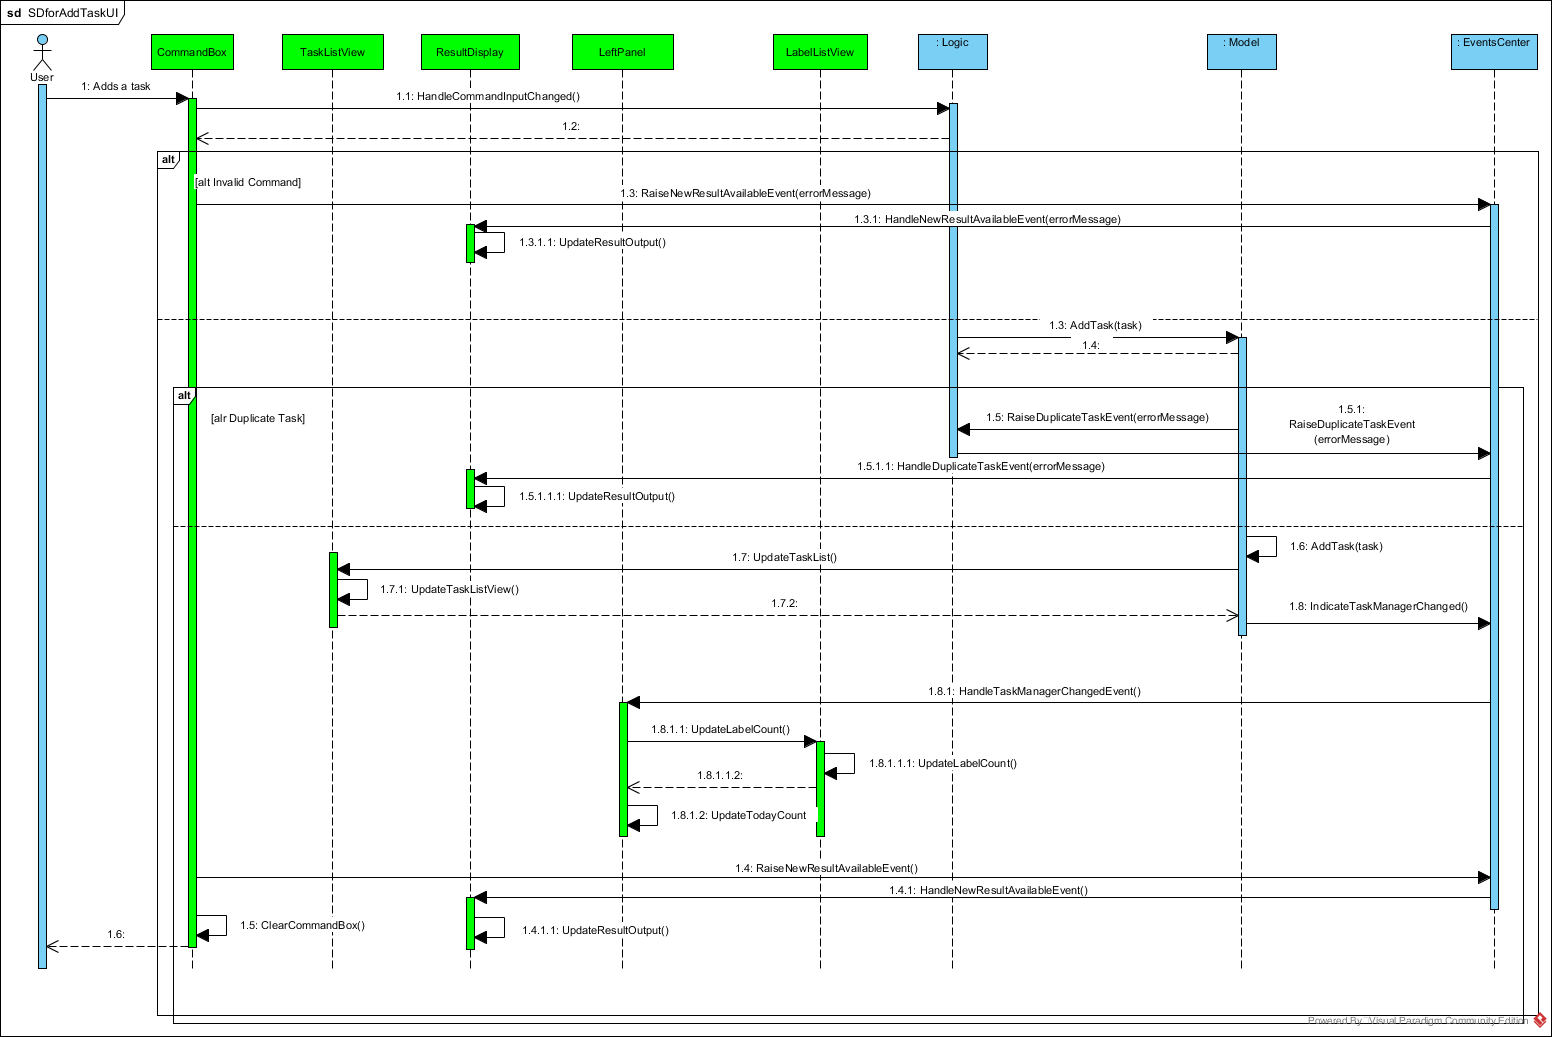 sd SDforAddTaskUI
User
CommandBox
TaskListView
ResultDisplay
LeftPanel
LabelListView
: Logic
: Model
: EventsCenter
1: Adds a task
1.1: HandleCommandInputChanged()
1.2:
alt
[alt Invalid Command]
1.3: RaiseNewResultAvailableEvent(errorMessage)
1.3.1: HandleNewResultAvailableEvent(errorMessage)
1.3.1.1: UpdateResultOutput()
1.3: AddTask(task)
1.4:
alt
[alr Duplicate Task]
1.5: RaiseDuplicateTaskEvent(errorMessage)
1.5.1:
RaiseDuplicateTaskEvent
(errorMessage)
1.5.1.1: HandleDuplicateTaskEvent(errorMessage)
1.5.1.1.1: UpdateResultOutput()
1.6: AddTask(task)
1.7: UpdateTaskList()
1.7.1: UpdateTaskListView()
1.7.2:
1.8: IndicateTaskManagerChanged()
1.8.1: HandleTaskManagerChangedEvent()
1.8.1.1: UpdateLabelCount()
1.8.1.1.1: UpdateLabelCount()
1.8.1.1.2:
1.8.1.2: UpdateTodayCount
1.4: RaiseNewResultAvailableEvent()
1.4.1: HandleNewResultAvailableEvent()
1.5: ClearCommandBox()
1.4.1.1: UpdateResultOutput()
1.6:
Powered By Visual Paradigm Community Edition